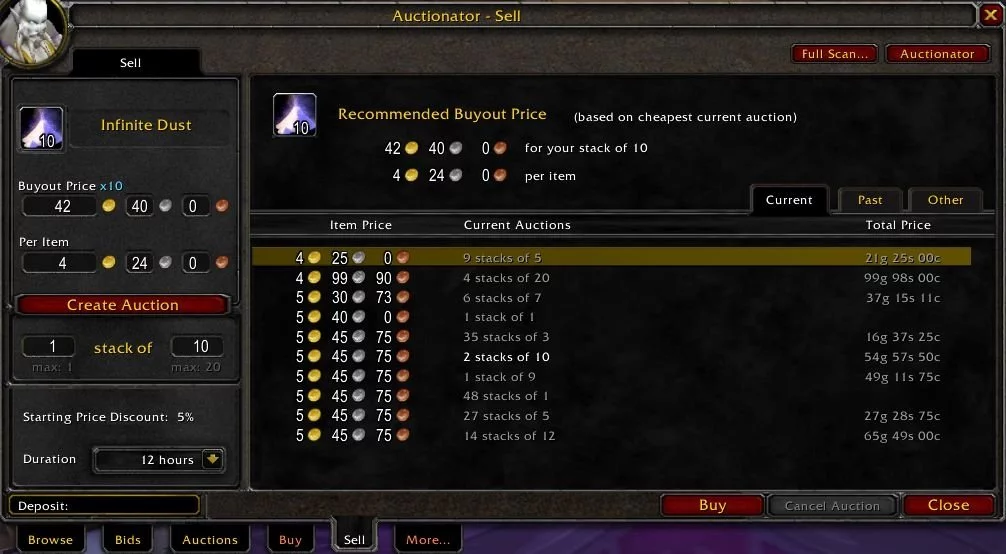 Auctionator - Sell
Full Scan... Auctionator
Sell
10 Infinite Dust
Buyout Price x10
42 40 0
Per Item
4 24 0
Create Auction
1 stack of 10
max: 1 max: 20
Starting Price Discount: 5%
Duration 12 hours
Deposit:
10 Recommended Buyout Price (based on cheapest current auction)
42 40 0 for your stack of 10
4 24 0 per item
Current Past Other
Item Price Current Auctions Total Price
4 25 0 9 stacks of 5 21g 25s 00c
4 99 90 4 stacks of 20 99g 98s 00c
5 30 73 6 stacks of 7 37g 15s 11c
5 40 0 1 stack of 1
5 45 75 35 stacks of 3 16g 37s 25c
5 45 75 2 stacks of 10 54g 57s 50c
5 45 75 1 stack of 9 49g 11s 75c
5 45 75 48 stacks of 1
5 45 75 27 stacks of 5 27g 28s 75c
5 45 75 14 stacks of 12 65g 49s 00c
Buy Cancel Auction Close
Browse Bids Auctions Buy Sell More...